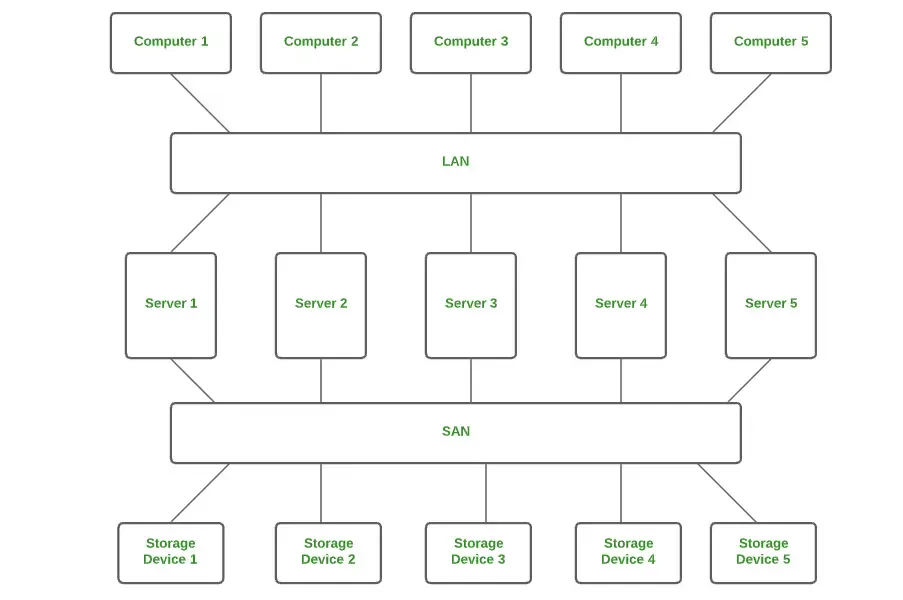 Computer 1
Computer 2
Computer 3
Computer 4
Computer 5
LAN
Server 1
Server 2
Server 3
Server 4
Server 5
SAN
Storage
Device 1
Storage
Device 2
Storage
Device 3
Storage
Device 4
Storage
Device 5